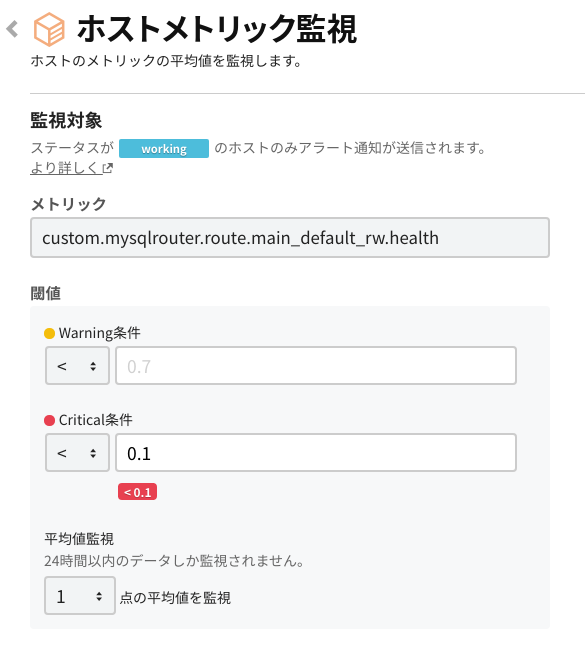 ホストメトリック監視
ホストのメトリックの平均値を監視します。
監視対象
ステータスが working のホストのみアラート通知が送信されます。
より詳しく
メトリック
custom.mysqlrouter.route.main_default_rw.health
閾値
Warning条件
< 0.7
Critical条件
< 0.1
< 0.1
平均値監視
24時間以内のデータしか監視されません。
1 点の平均値を監視